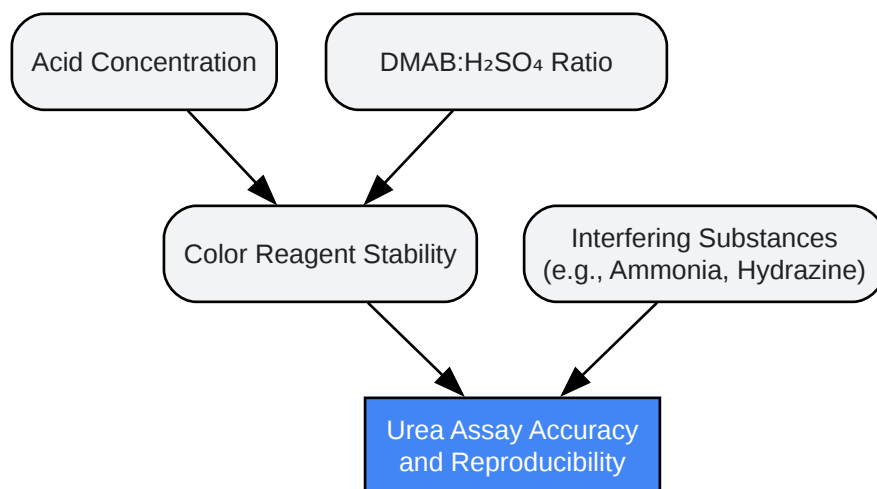 Acid Concentration
DMAB:H₂SO₄ Ratio
Color Reagent Stability
Interfering Substances
(e.g., Ammonia, Hydrazine)
Urea Assay Accuracy
and Reproducibility